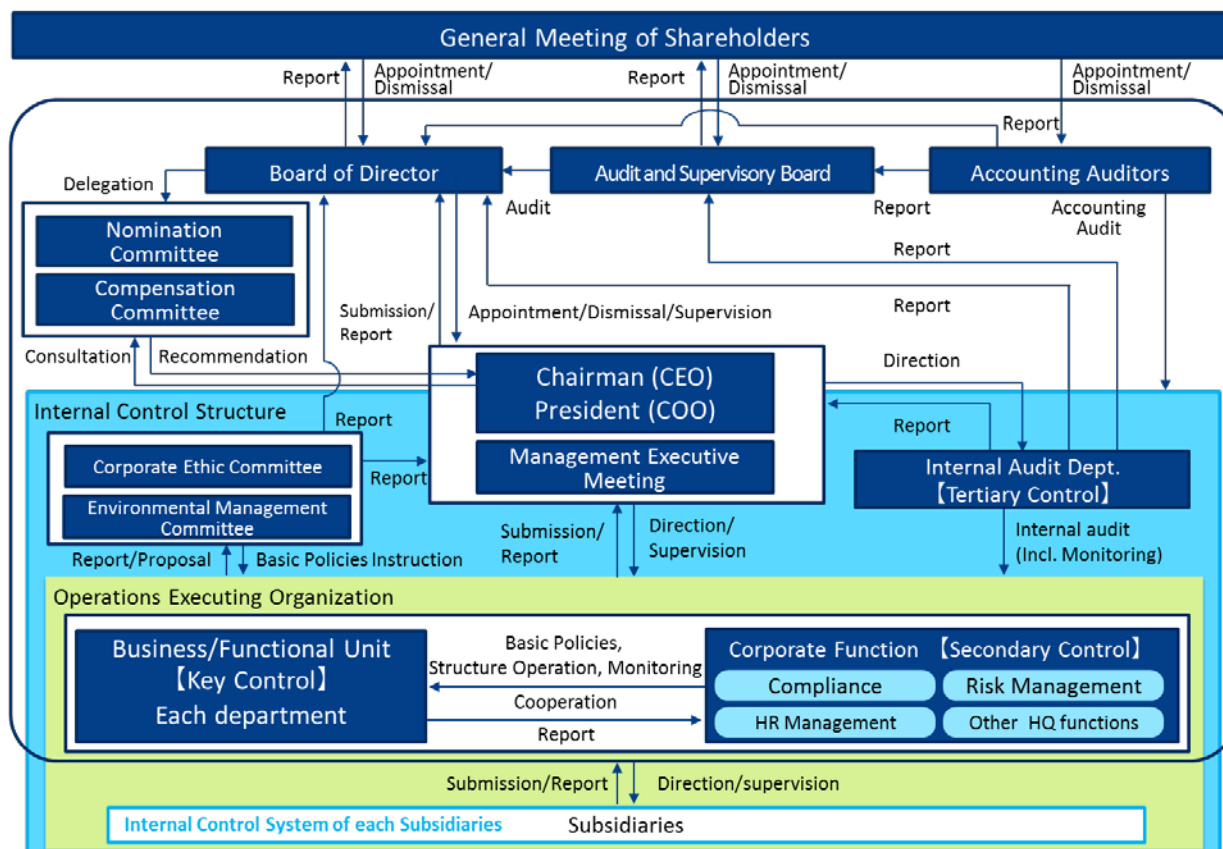 General Meeting of Shareholders
Report
Appointment/
Dismissal
Report
Appointment/
Dismissal
Appointment/
Dismissal
Report
Board of Director
Audit and Supervisory Board
Accounting Auditors
Delegation
Audit
Report
Accounting
Audit
Nomination
Committee
Compensation
Committee
Report
Submission/
Report
Appointment/Dismissal/Supervision
Report
Consultation
Recommendation
Direction
Chairman (CEO)
President (COO)
Internal Control Structure
Report
Report
Corporate Ethic Committee
Report
Management Executive
Meeting
Internal Audit Dept.
【Tertiary Control】
Environmental Management
Committee
Submission/
Report
Direction/
Supervision
Internal audit
(Incl. Monitoring)
Report/Proposal
Basic Policies Instruction
Operations Executing Organization
Business/Functional Unit
【Key Control】
Each department
Basic Policies,
Structure Operation, Monitoring
Cooperation
Report
Corporate Function 【Secondary Control】
Compliance
Risk Management
HR Management
Other HQ functions
Submission/Report
Direction/supervision
Internal Control System of each Subsidiaries
Subsidiaries